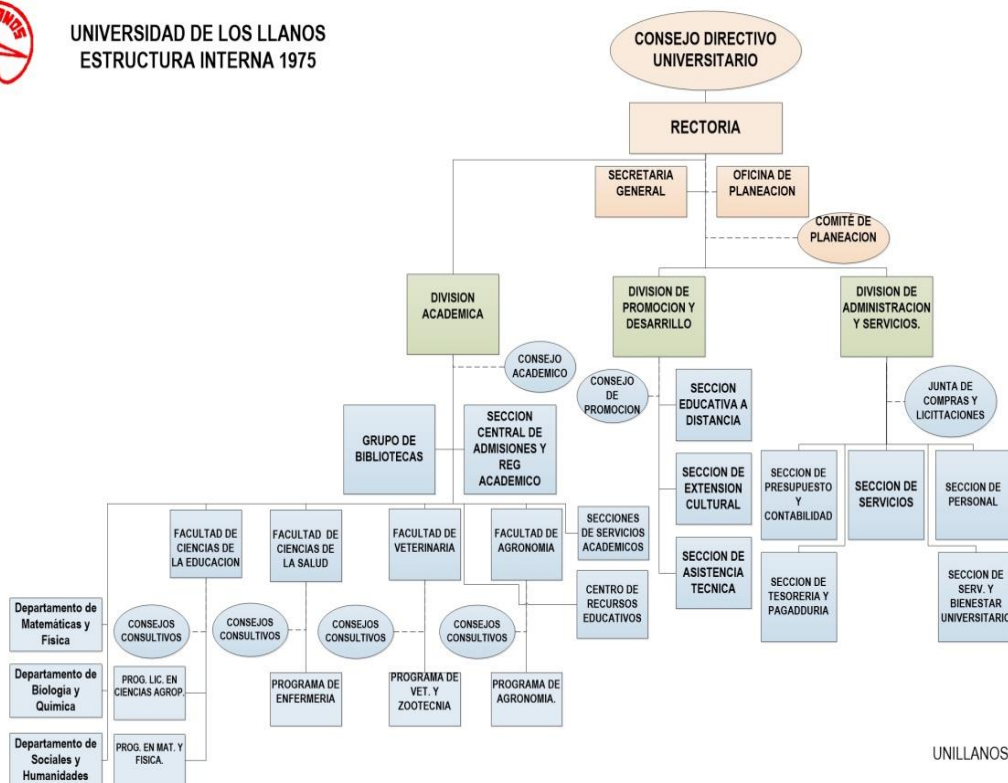 UNIVERSIDAD DE LOS LLANOS
ESTRUCTURA INTERNA 1975
CONSEJO DIRECTIVO
UNIVERSITARIO
RECTORIA
SECRETARIA
GENERAL
OFICINA DE
PLANEACION
COMITÉ DE
PLANEACION
DIVISION
ACADEMICA
DIVISION DE
PROMOCION Y
DESARRILLO
DIVISION DE
ADMINISTRACION
Y SERVICIOS.
CONSEJO
ACADEMICO
CONSEJO
DE
PROMOCION
SECCION
EDUCATIVA A
DISTANCIA
JUNTA DE
COMPRAS Y
LICITTACIONES
GRUPO DE
BIBLIOTECAS
SECCION
CENTRAL DE
ADMISIONES Y
REG
ACADEMICO
SECCION DE
EXTENSION
CULTURAL
SECCION DE
PRESUPUESTO
Y
CONTABILIDAD
SECCION DE
SERVICIOS
SECCION DE
PERSONAL
FACULTAD DE
CIENCIAS DE
LA EDUCACION
FACULTAD DE
CIENCIAS DE
LA SALUD
FACULTAD DE
VETERINARIA
FACULTAD DE
AGRONOMIA
SECCIONES
DE SERVICIOS
ACADEMICOS
SECCION DE
ASISTENCIA
TECNICA
SECCION DE
TESORERIA Y
PAGADDURIA
SECCION DE
SERV. Y
BIENESTAR
UNIVERSITARIO
CENTRO DE
RECURSOS
EDUCATIVOS
Departamento de
Matemáticas y
Fisica
CONSEJOS
CONSULTIVOS
CONSEJOS
CONSULTIVOS
CONSEJOS
CONSULTIVOS
CONSEJOS
CONSULTIVOS
Departamento de
Biologia y
Quimica
PROG. LIC. EN
CIENCIAS AGROP.
PROGRAMA DE
ENFERMERIA
PROGRAMA DE
VET. Y
ZOOTECNIA
PROGRAMA DE
AGRONOMIA.
Departamento de
Sociales y
Humanidades
PROG. EN MAT. Y
FISICA.
UNILLANOS